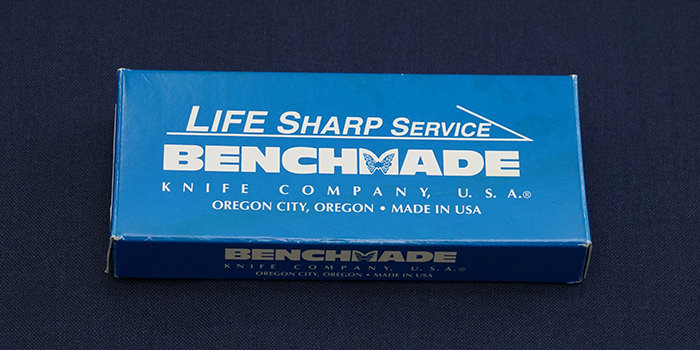 LIFE SHARP SERVICE
BENCHMADE
KNIFE COMPANY, U.S.A.®
OREGON CITY, OREGON • MADE IN USA
BENCHMADE
KNIFE COMPANY, U.S.A.®
OREGON CITY, OREGON • MADE IN USA